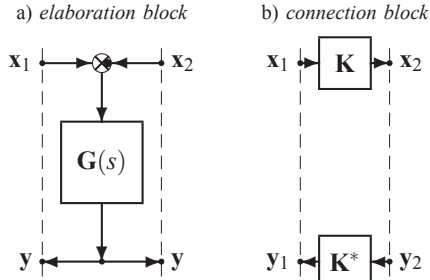 a) elaboration block
x₁ x₂
G(s)
y y
b) connection block
x₁ K x₂
y₁ K* y₂